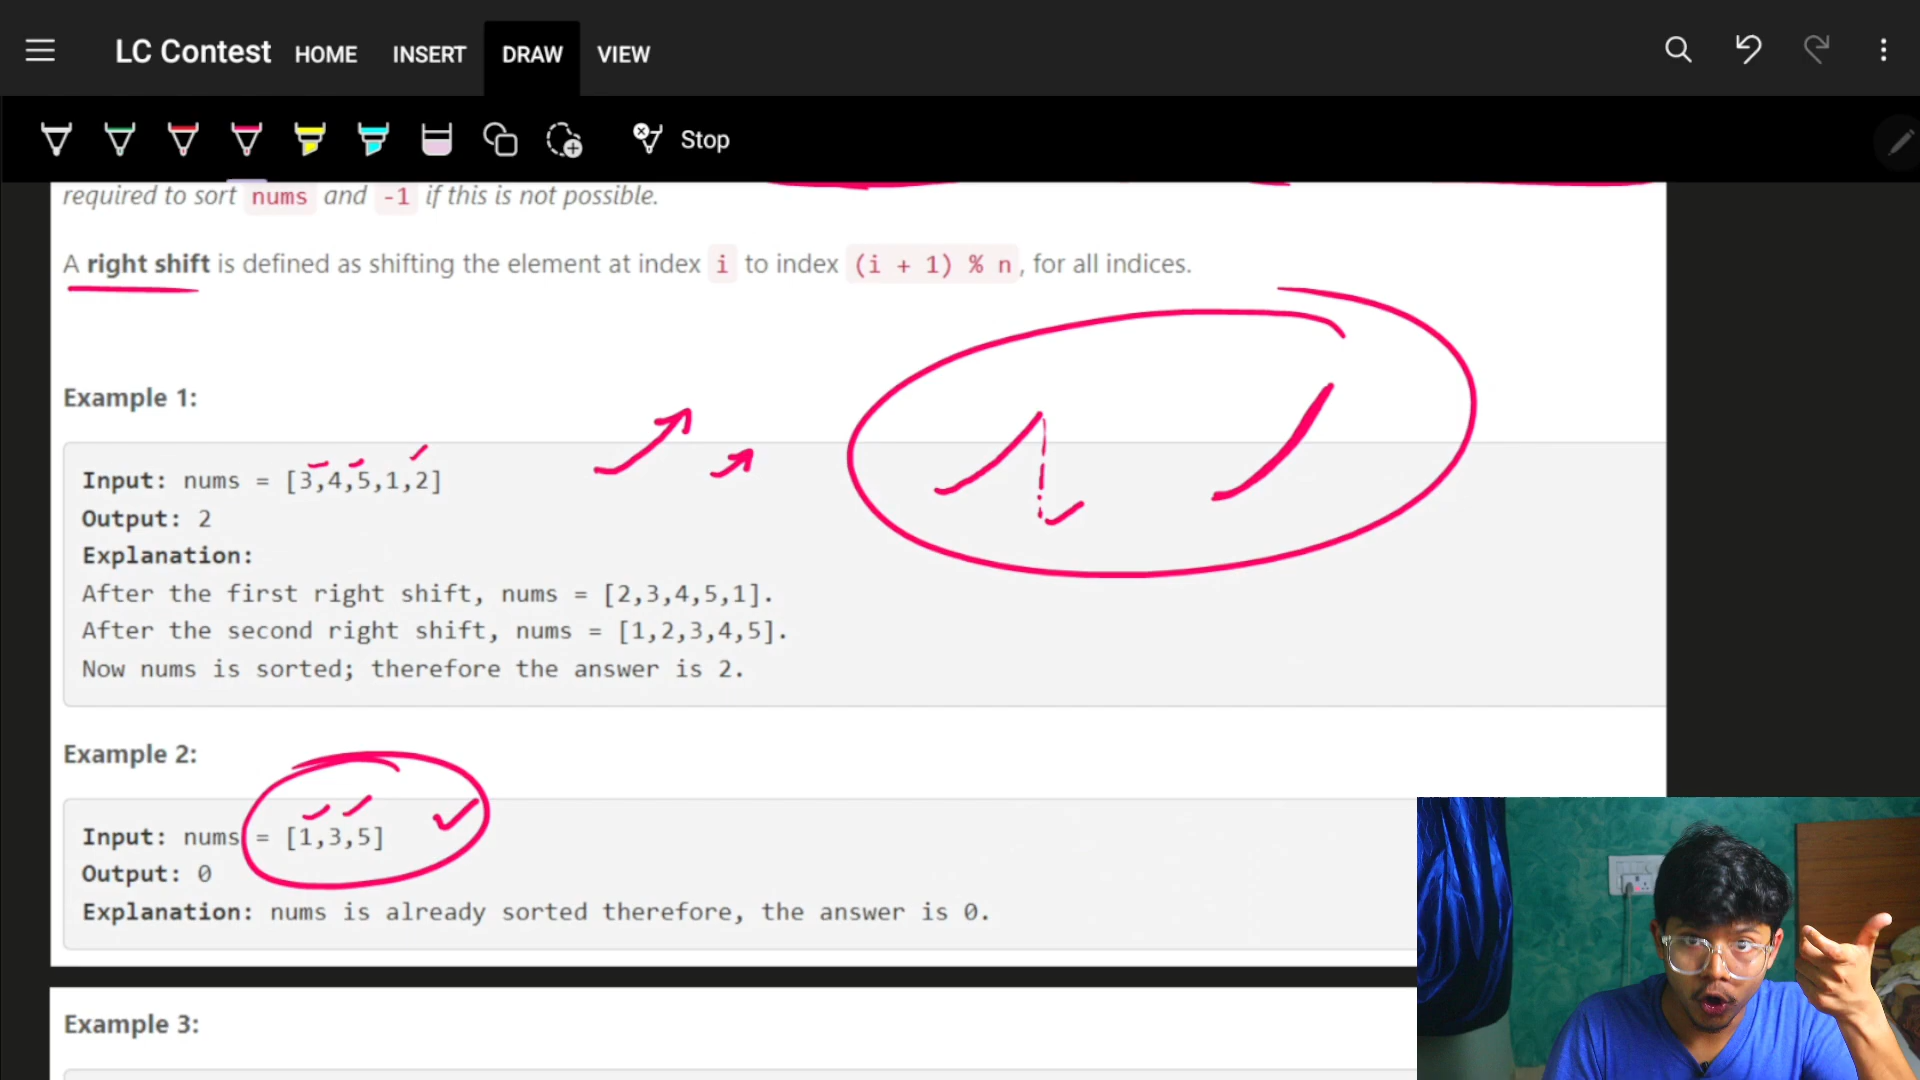 LC Contest HOME INSERT DRAW VIEW
Stop
required to sort nums and -1 if this is not possible.
A right shift is defined as shifting the element at index i to index (i + 1) % n, for all indices.
Example 1:
Input: nums = [3,4,5,1,2]
Output: 2
Explanation:
After the first right shift, nums = [2,3,4,5,1].
After the second right shift, nums = [1,2,3,4,5].
Now nums is sorted; therefore the answer is 2.
Example 2:
Input: nums = [1,3,5]
Output: 0
Explanation: nums is already sorted therefore, the answer is 0.
Example 3: